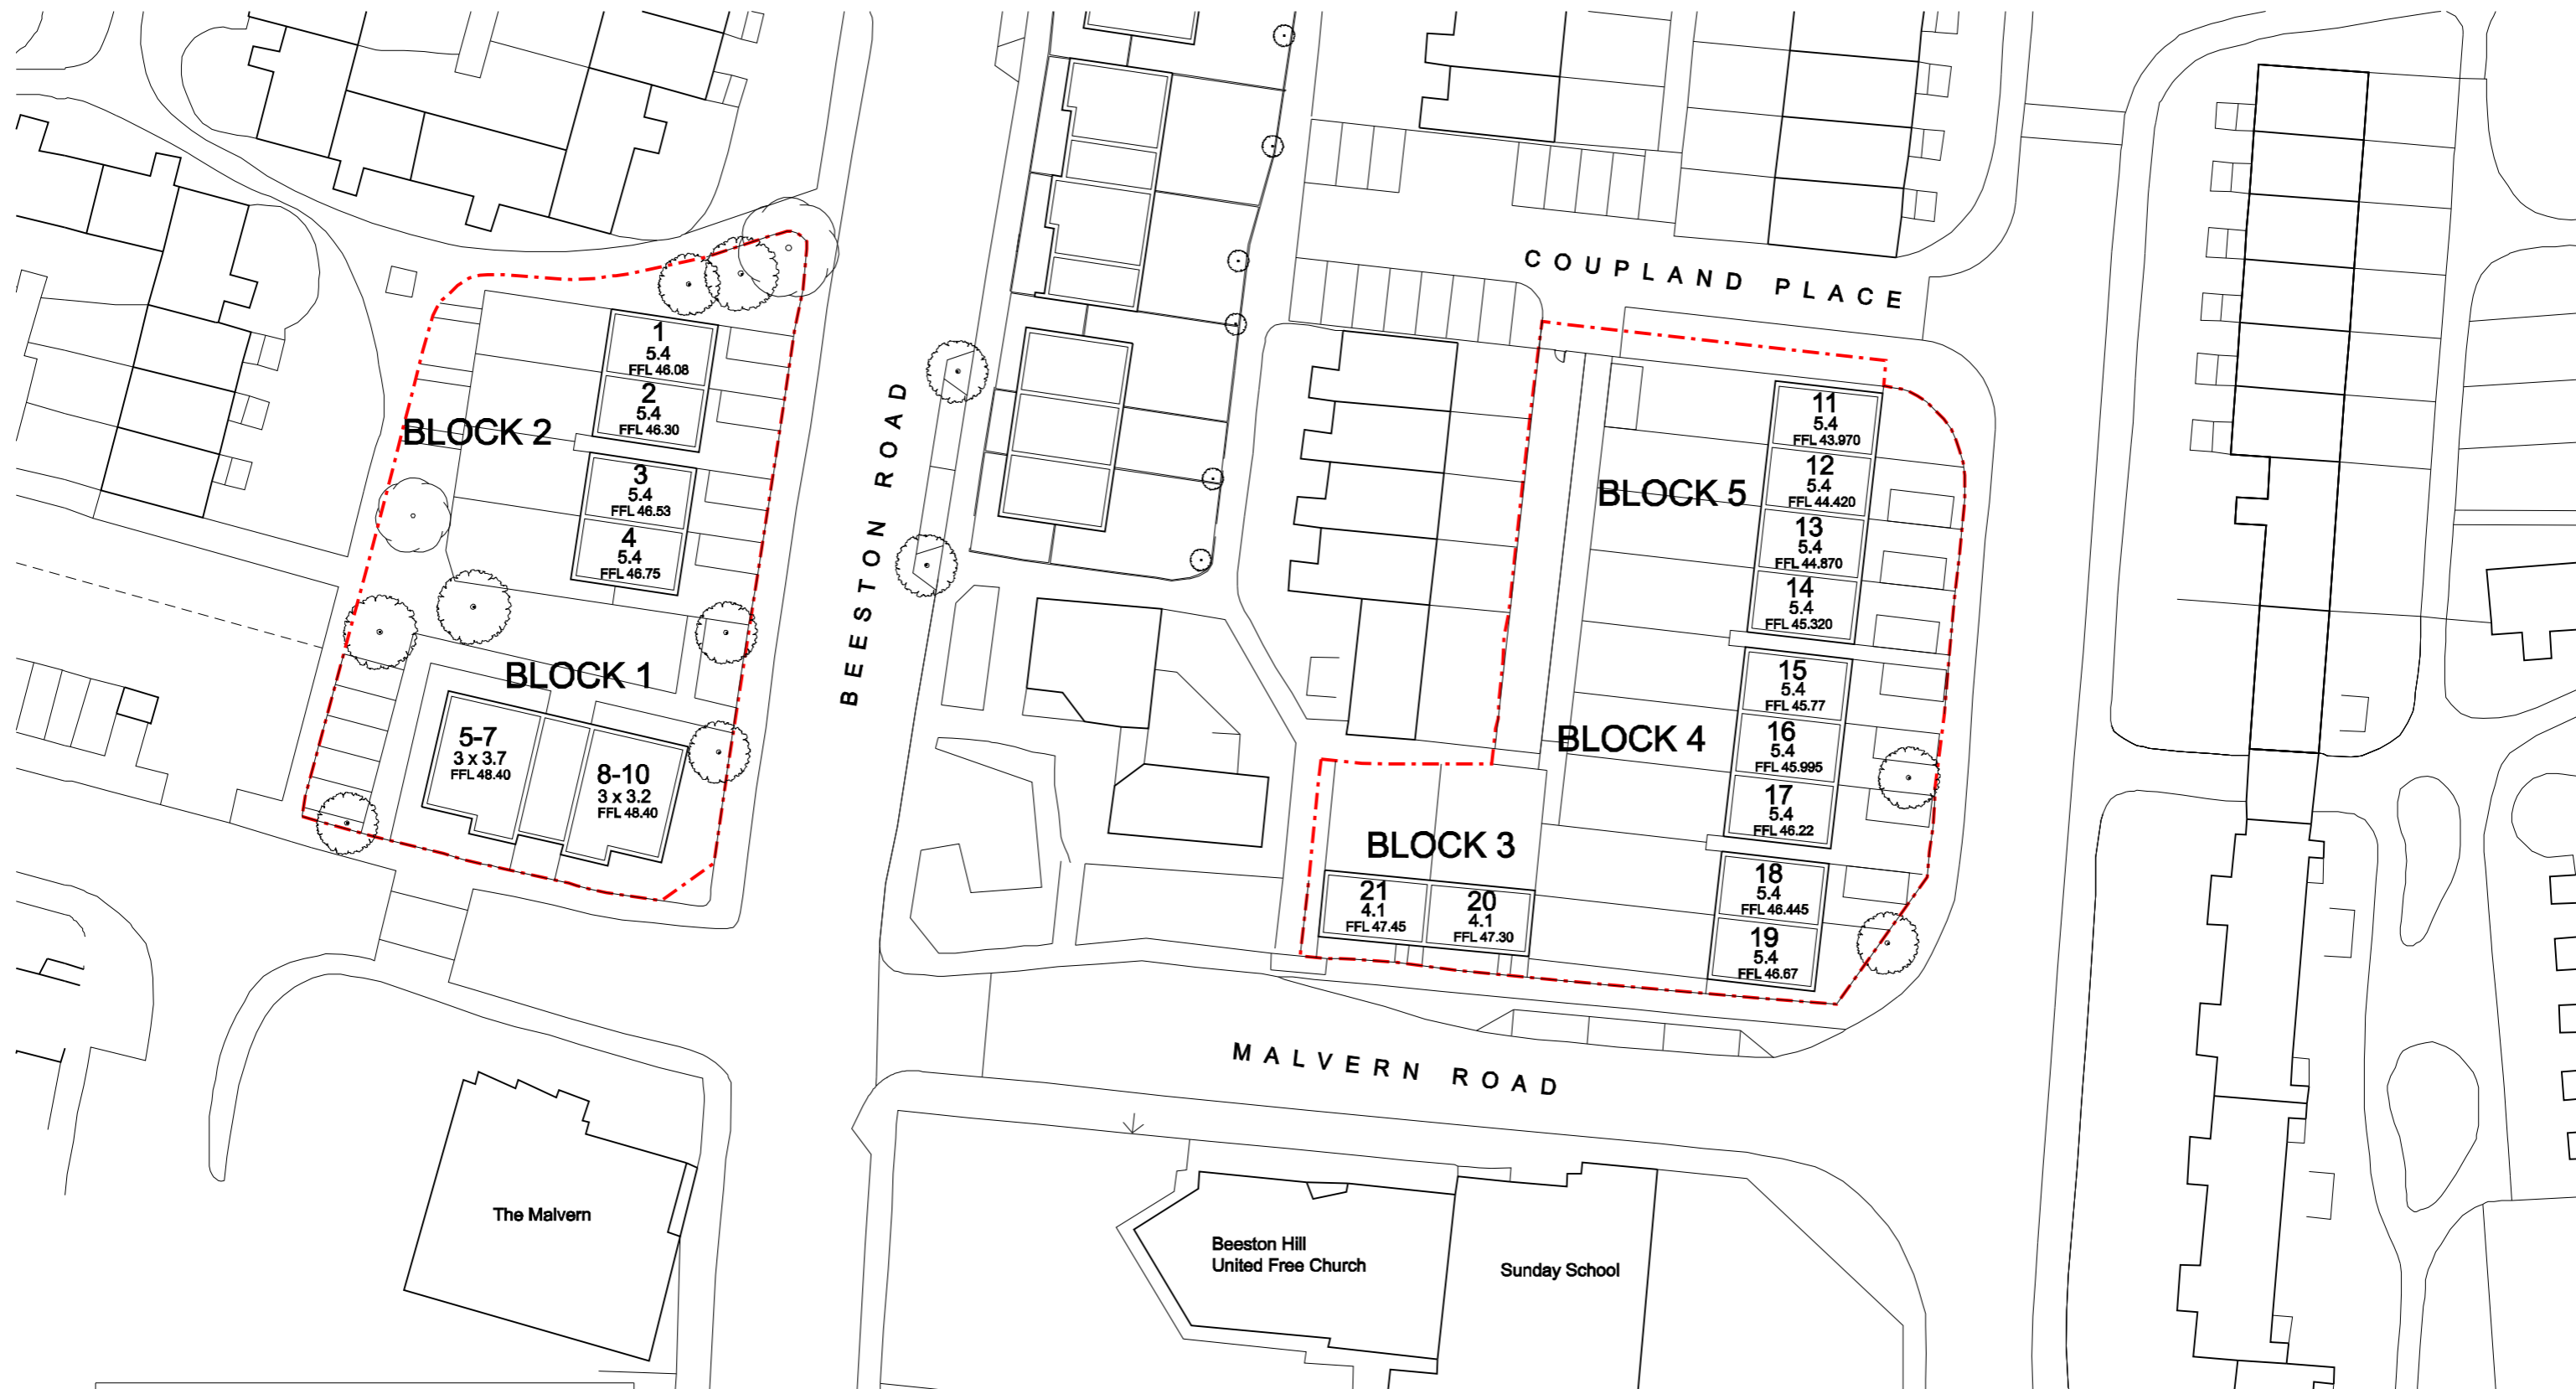 COUPLAND PLACE
1
5.4
FFL 46.08
2
5.4
FFL 46.30
BLOCK 2
3
5.4
FFL 46.53
4
5.4
FFL 46.75
BEESTON ROAD
BLOCK 1
5-7
3 x 3.7
FFL 48.40
8-10
3 x 3.2
FFL 48.40
11
5.4
FFL 43.970
12
5.4
FFL 44.420
BLOCK 5
13
5.4
FFL 44.870
14
5.4
FFL 45.320
15
5.4
FFL 45.77
BLOCK 4
16
5.4
FFL 45.995
17
5.4
FFL 46.22
BLOCK 3
18
5.4
FFL 46.445
21
4.1
FFL 47.45
20
4.1
FFL 47.30
19
5.4
FFL 46.67
MALVERN ROAD
The Malvern
Beeston Hill
United Free Church
Sunday School